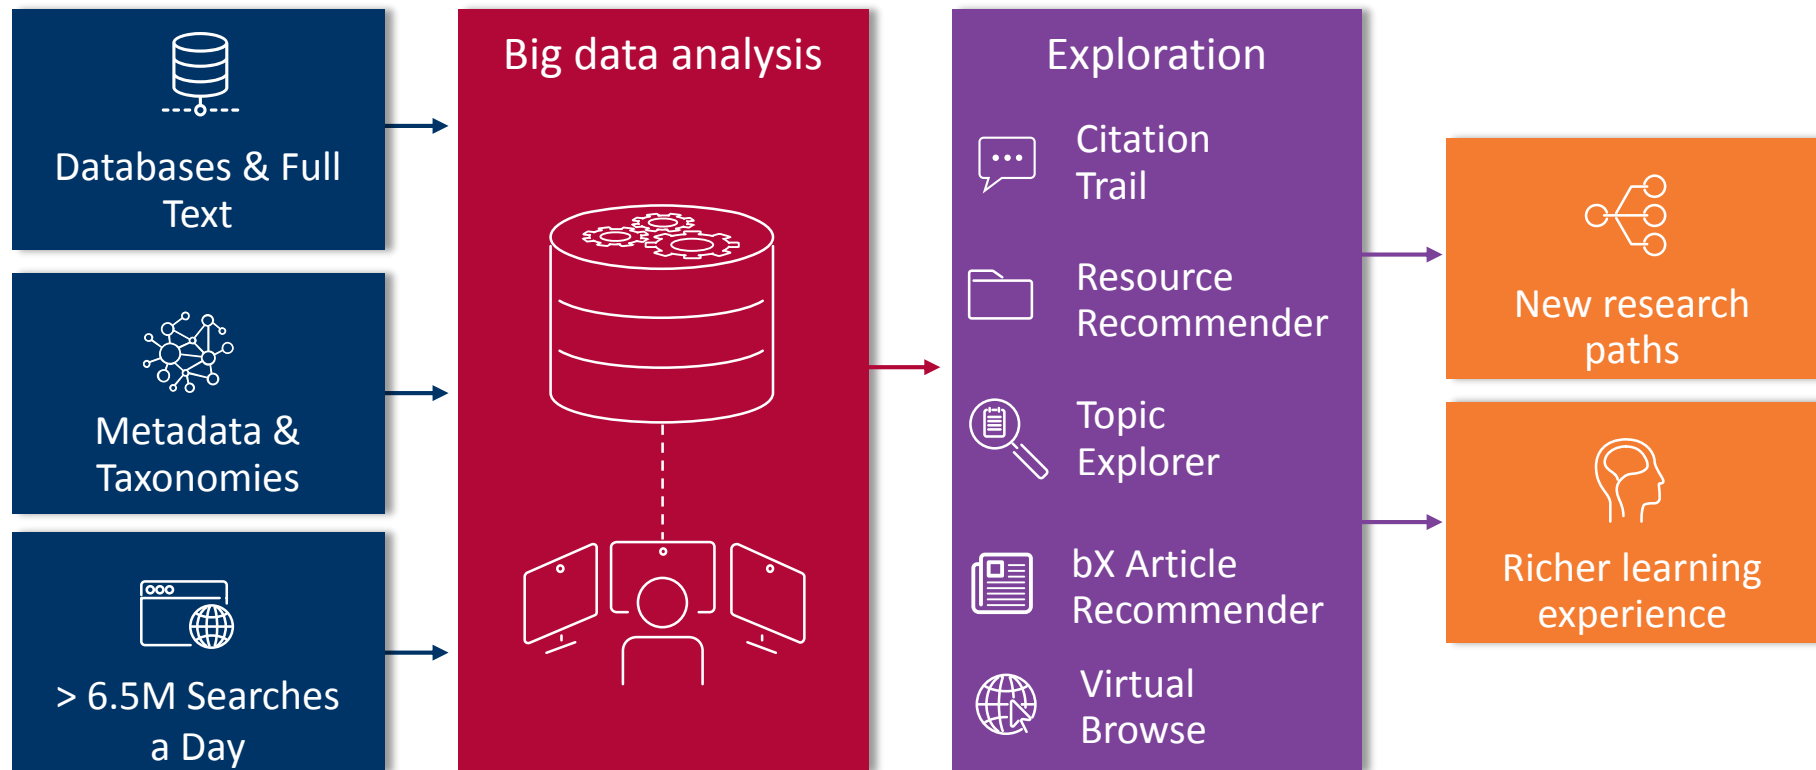 Databases & Full
Text
Metadata &
Taxonomies
> 6.5M Searches
a Day
Big data analysis
Exploration
Citation
Trail
Resource
Recommender
Topic
Explorer
bX Article
Recommender
Virtual
Browse
New research
paths
Richer learning
experience